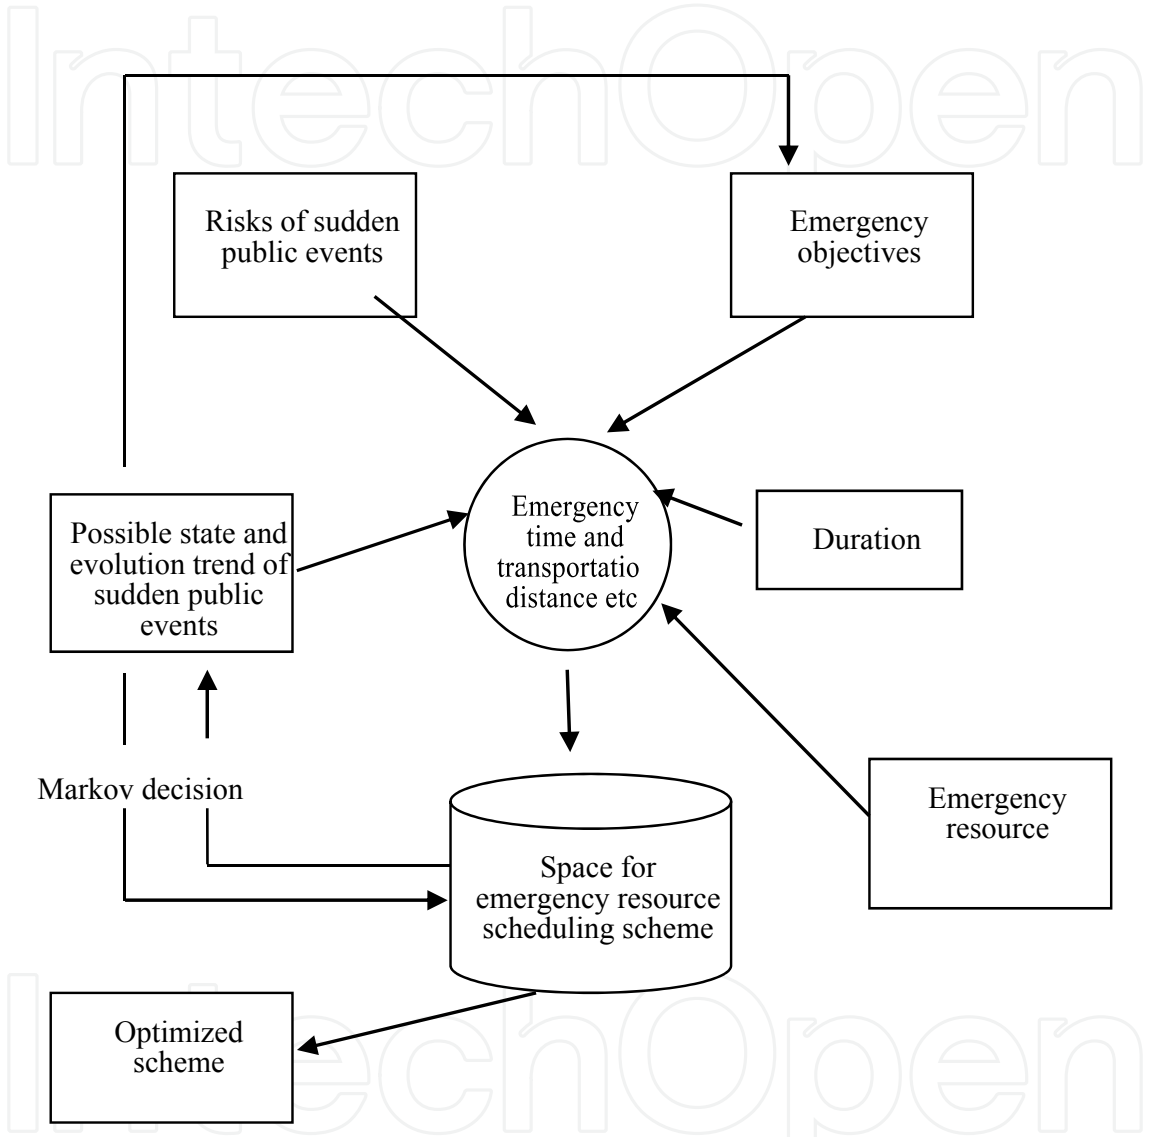 IntechOpen
Risks of sudden
public events
Emergency
objectives
Possible state and
evolution trend of
sudden public
events
Emergency
time and
transportatio
distance etc
Duration
Markov decision
Emergency
resource
Space for
emergency resource
scheduling scheme
Optimized
scheme
IntechOpen